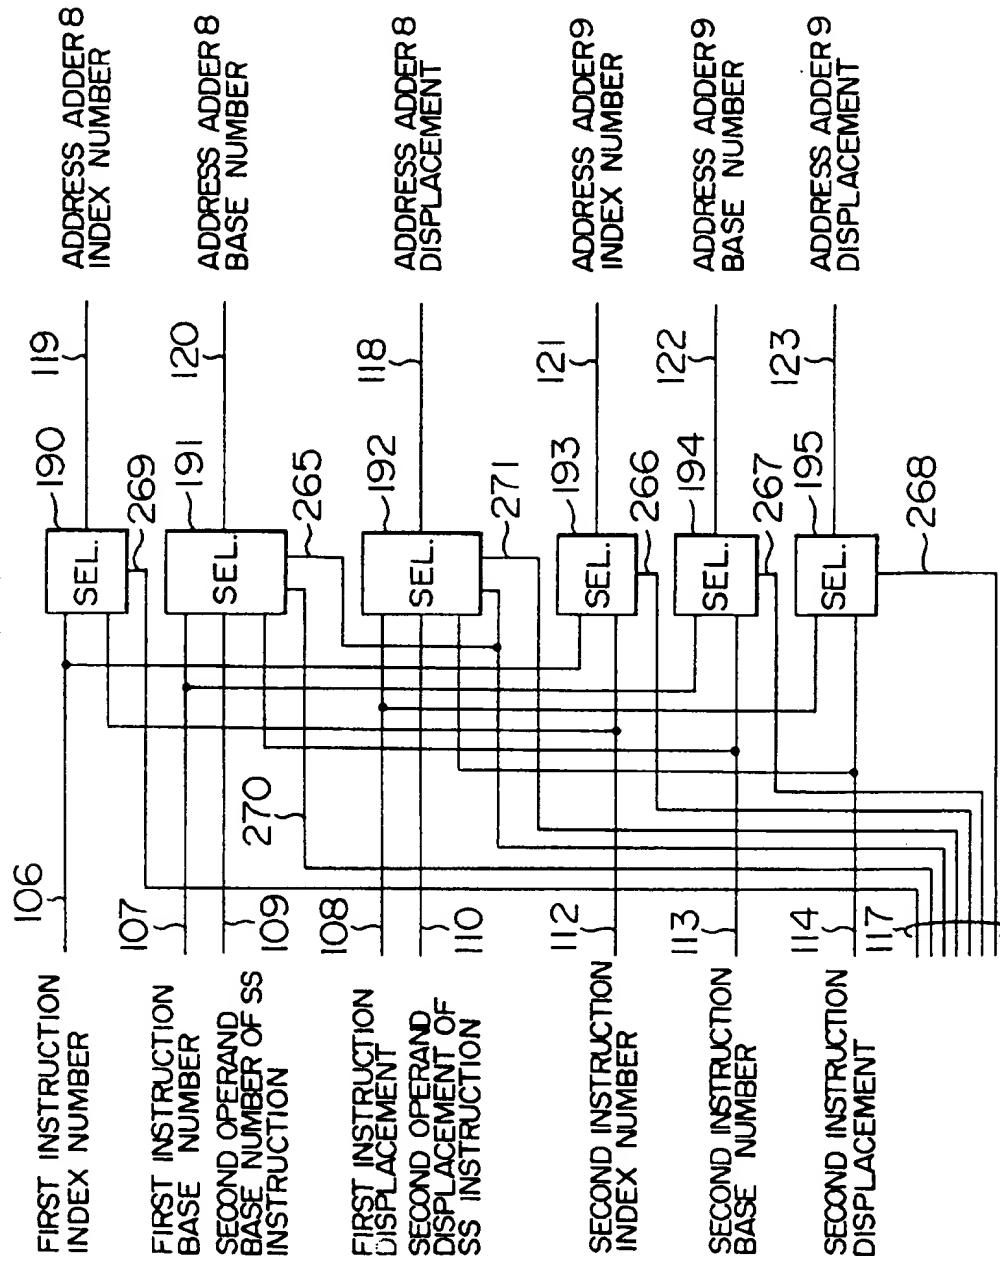 FIRST INSTRUCTION
INDEX NUMBER
106
190
SEL.
269
119
ADDRESS ADDER 8
INDEX NUMBER
FIRST INSTRUCTION
BASE NUMBER
107
SECOND OPERAND
BASE NUMBER OF SS
INSTRUCTION
109
270
191
SEL.
265
120
ADDRESS ADDER 8
BASE NUMBER
FIRST INSTRUCTION
DISPLACEMENT
108
SECOND OPERAND
DISPLACEMENT OF
SS INSTRUCTION
110
192
SEL.
271
118
ADDRESS ADDER 8
DISPLACEMENT
SECOND INSTRUCTION
INDEX NUMBER
112
193
SEL.
266
121
ADDRESS ADDER 9
INDEX NUMBER
SECOND INSTRUCTION
BASE NUMBER
113
194
SEL.
267
122
ADDRESS ADDER 9
BASE NUMBER
SECOND INSTRUCTION
DISPLACEMENT
114
195
SEL.
268
123
ADDRESS ADDER 9
DISPLACEMENT
117